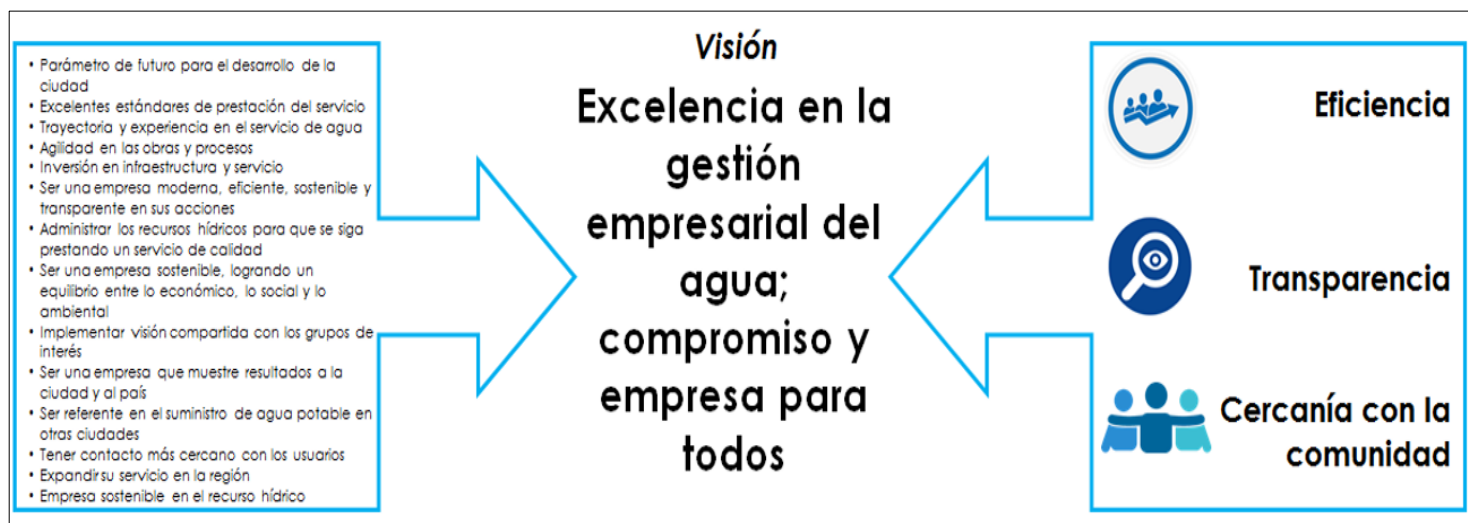 • Parámetro de futuro para el desarrollo de la
ciudad
• Excelentes estándares de prestación del servicio
• Trayectoria y experiencia en el servicio de agua
• Agilidad en las obras y procesos
• Inversión en infraestructura y servicio
• Ser una empresa moderna, eficiente, sostenible y
transparente en sus acciones
• Administrar los recursos hídricos para que se siga
prestando un servicio de calidad
• Ser una empresa sostenible, logrando un
equilibrio entre lo económico, lo social y lo
ambiental
• Implementar visión compartida con los grupos de
interés
• Ser una empresa que muestre resultados a la
ciudad y al país
• Ser referente en el suministro de agua potable en
otras ciudades
• Tener contacto más cercano con los usuarios
• Expandir su servicio en la región
• Empresa sostenible en el recurso hídrico
Visión
Excelencia en la
gestión
empresarial del
agua;
compromiso y
empresa para
todos
Eficiencia
Transparencia
Cercanía con la
comunidad